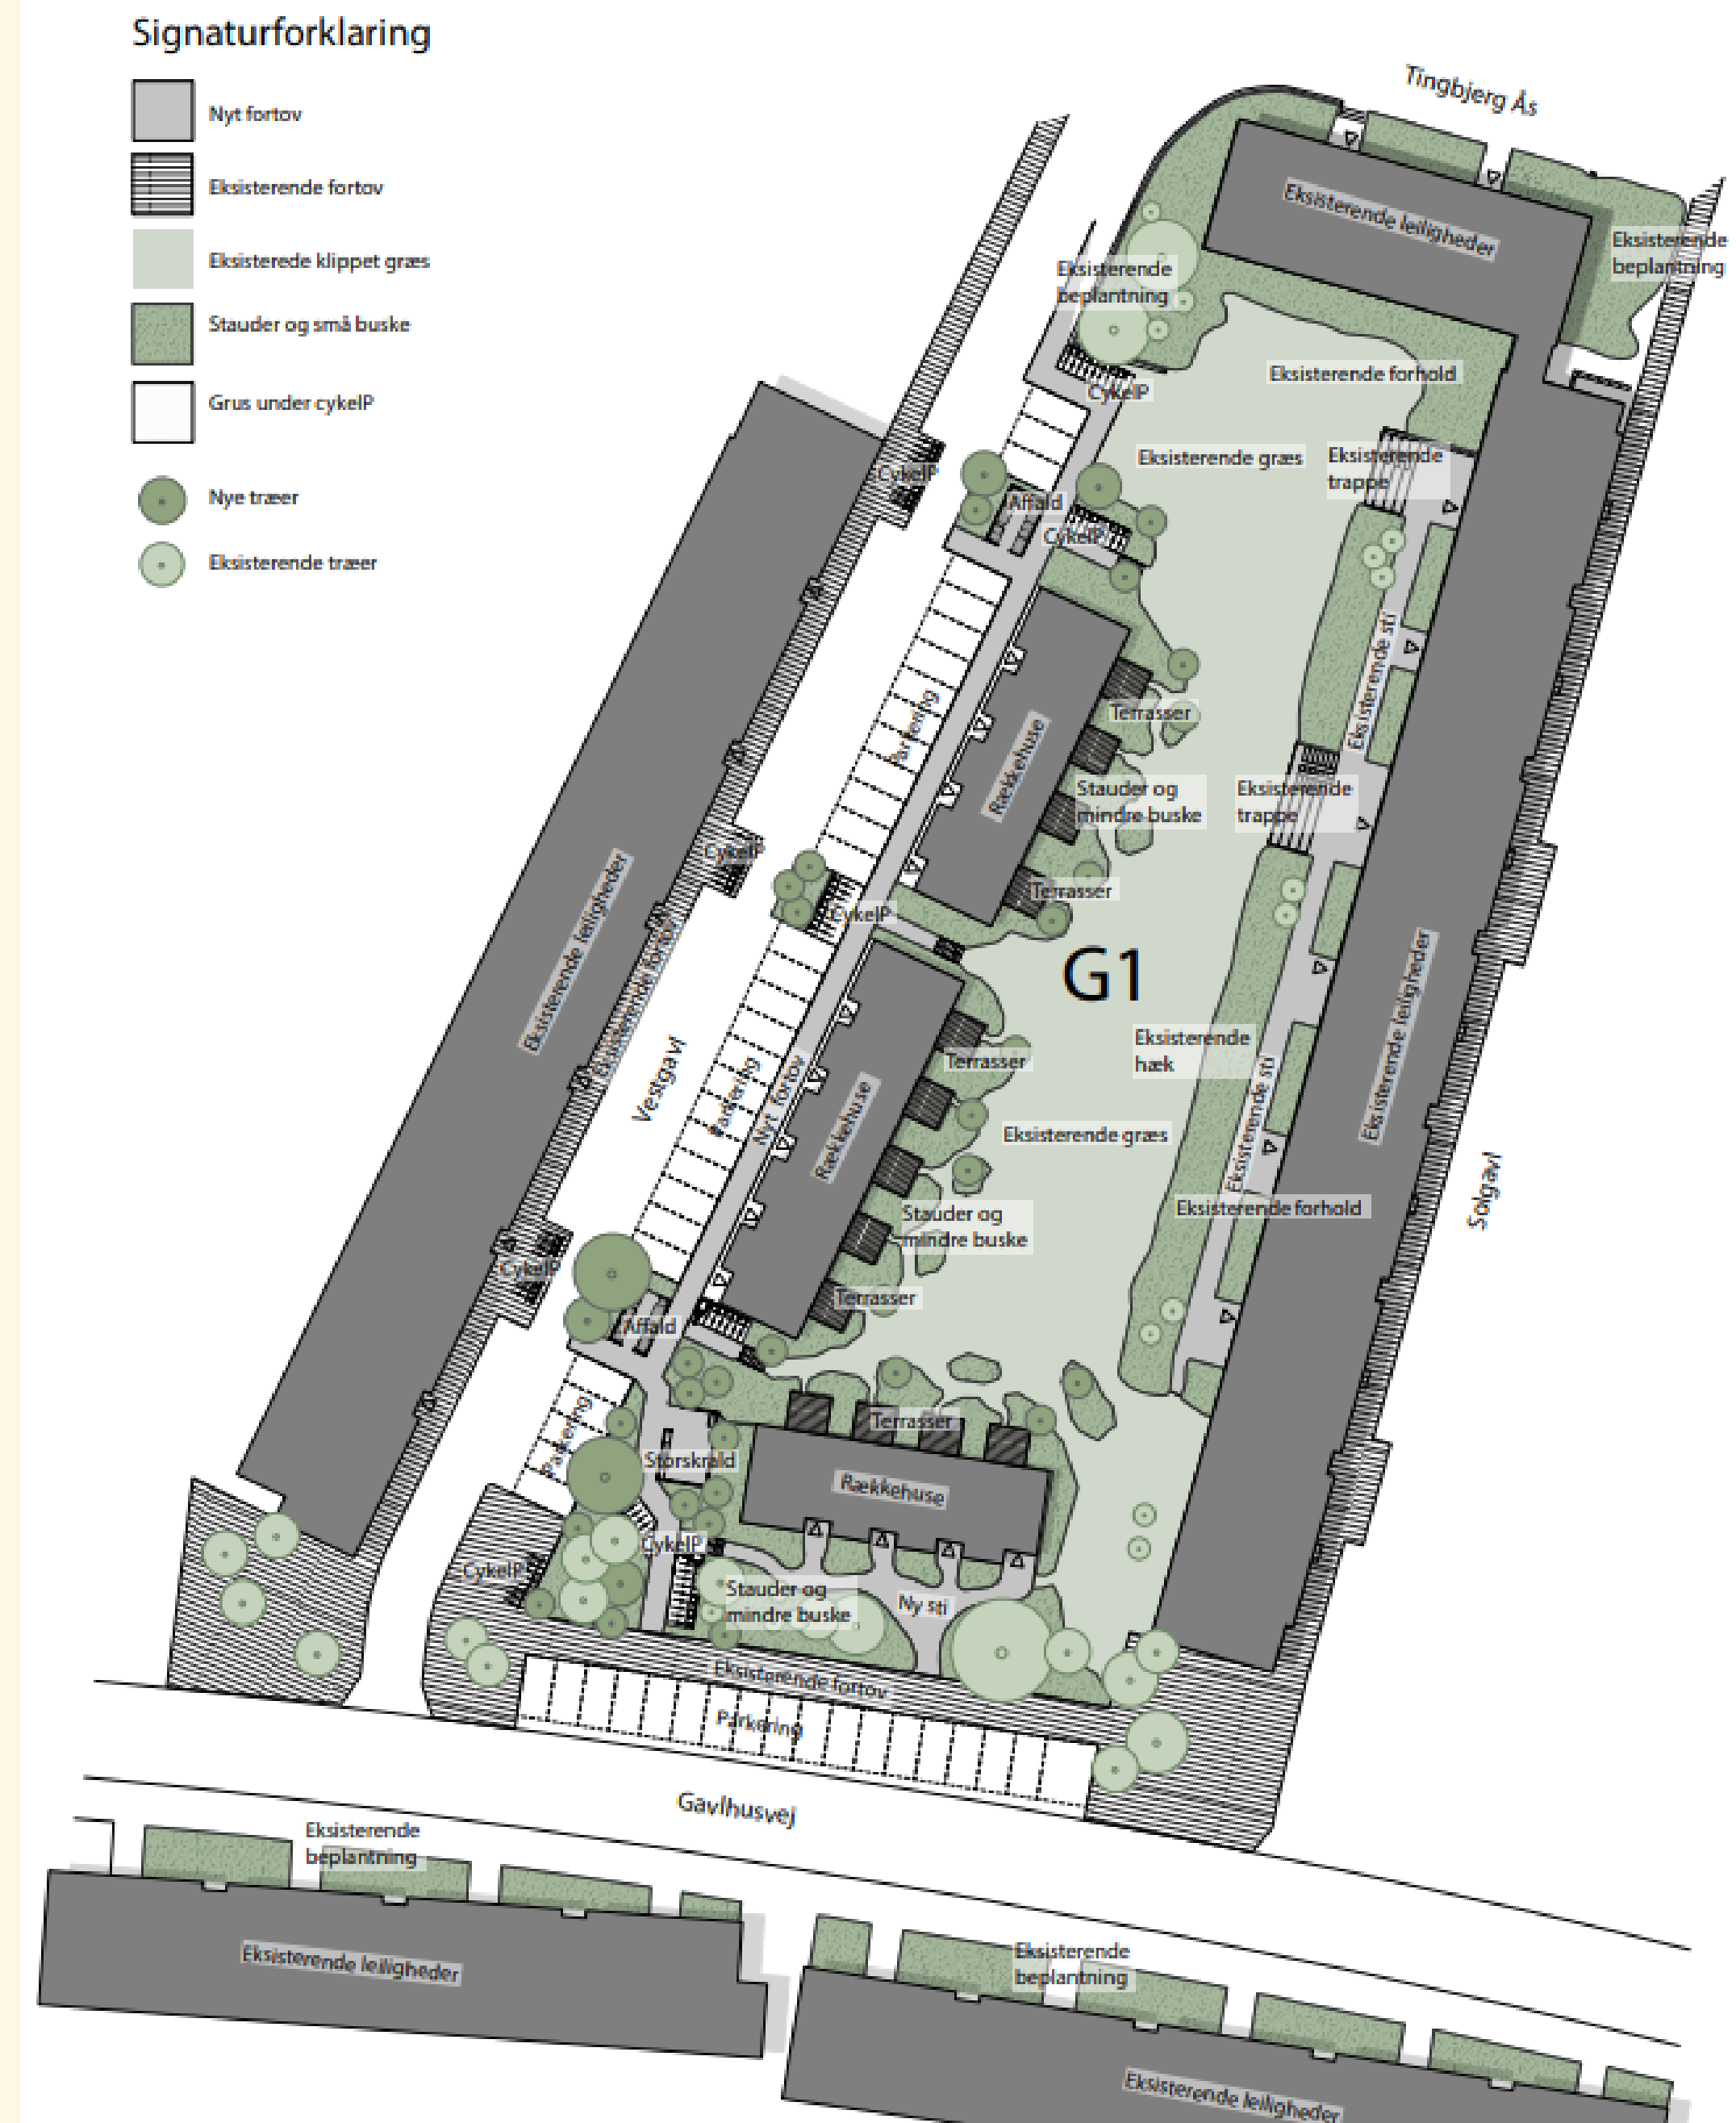 Signaturforklaring
Nyt fortov
Eksisterende fortov
Eksisterede klippet græs
Stauder og små buske
Grus under cykelP
Nye træer
Eksisterende træer
Tingbjerg Ås
Eksisterende leiligheder
Eksisterende
beplantning
Eksisterende
beplantning
Eksisterende forhold
CykelP
Eksisterende græs
Eksisterende
trappe
CykelP
Affald
CykelP
Eksisterende sti
Parkering
Terrasser
Rækkehuse
Stauder og
mindre buske
Eksisterende
trappe
CykelP
Terrasser
CykelP
Eksisterende leiligheder
Eksisterende fortov
G1
Eksisterende leiligheder
Vestgavl
Parkering
Nyt fortov
Rækkehuse
Terrasser
Eksisterende
hæk
Eksisterende sti
Eksisterende græs
Solgavl
Eksisterende forhold
Stauder og
mindre buske
CykelP
Terrasser
Affald
Parkering
Terrasser
Storskrald
Rækkehuse
CykelP
CykelP
Stauder og
mindre buske
Ny sti
Eksisterende fortov
Parkering
Gavlhusvej
Eksisterende
beplantning
Eksisterende leiligheder
Eksisterende
beplantning
Eksisterende leiligheder